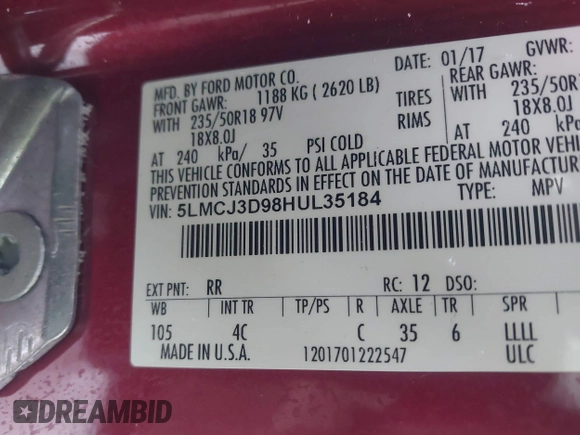 MFD. BY FORD MOTOR CO.
DATE: 01/17
GVWR:
FRONT GAWR: 1188 KG ( 2620 LB)
REAR GAWR:
WITH 235/50R18 97V
TIRES
WITH 235/50R
18X8.0J
RIMS
18X8.0J
AT 240 kPa/ 35 PSI COLD
AT 240 kPa/
THIS VEHICLE CONFORMS TO ALL APPLICABLE FEDERAL MOTOR VEHIC
PREVENTION STANDARDS IN EFFECT ON THE DATE OF MANUFACTUR
VIN: 5LMCJ3D98HUL35184
TYPE: MPV
EXT PNT: RR
RC: 12 DSO:
WB INT TR TP/PS R AXLE TR SPR
105 4C C 35 6 LLLL
MADE IN U.S.A. 1201701222547 ULC
DREAMBID